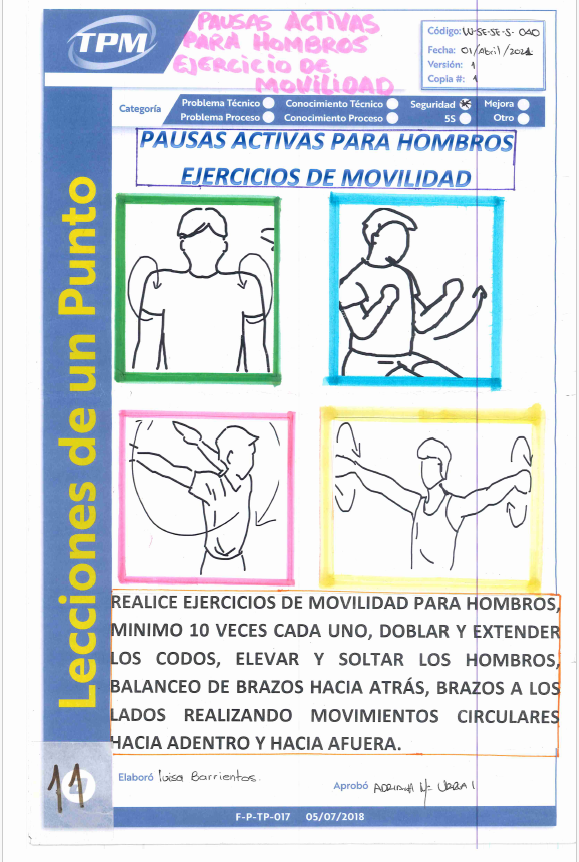 TPM
PAUSAS ACTIVAS
PARA HOMBROS
EJERCICIO DE
MOVILIDAD
Código: W-SE-SF-S-040
Fecha: 01/Abril/2021
Versión: 1
Copia #: 1
Categoría
Problema Técnico Conocimiento Técnico Seguridad Mejora
Problema Proceso Conocimiento Proceso 5S Otro
PAUSAS ACTIVAS PARA HOMBROS
EJERCICIOS DE MOVILIDAD
Lecciones de un Punto
REALICE EJERCICIOS DE MOVILIDAD PARA HOMBROS,
MINIMO 10 VECES CADA UNO, DOBLAR Y EXTENDER
LOS CODOS, ELEVAR Y SOLTAR LOS HOMBROS,
BALANCEO DE BRAZOS HACIA ATRÁS, BRAZOS A LOS
LADOS REALIZANDO MOVIMIENTOS CIRCULARES
HACIA ADENTRO Y HACIA AFUERA.
11
Elaboró Luisa Barrientos.
Aprobó ADRIANA
F-P-TP-017 05/07/2018